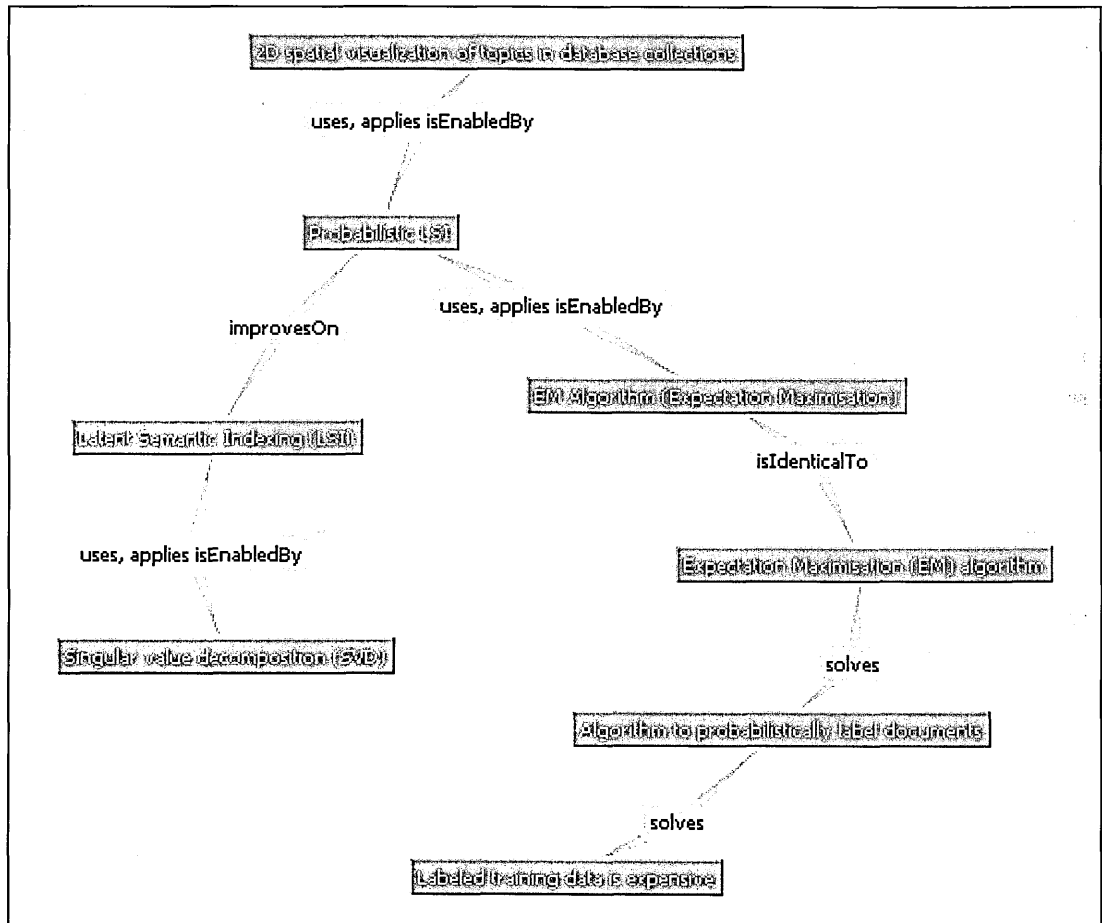 2D spatial visualization of topics in database collections
uses, applies isEnabledBy
Probabilistic LSI
uses, applies isEnabledBy
improvesOn
EM Algorithm (Expectation Maximisation)
Latent Semantic Indexing (LSI)
isIdenticalTo
uses, applies isEnabledBy
Expectation Maximisation (EM) algorithm
Singular value decomposition (SVD)
solves
Algorithm to probabilistically label documents
solves
Labeled training data is expensive